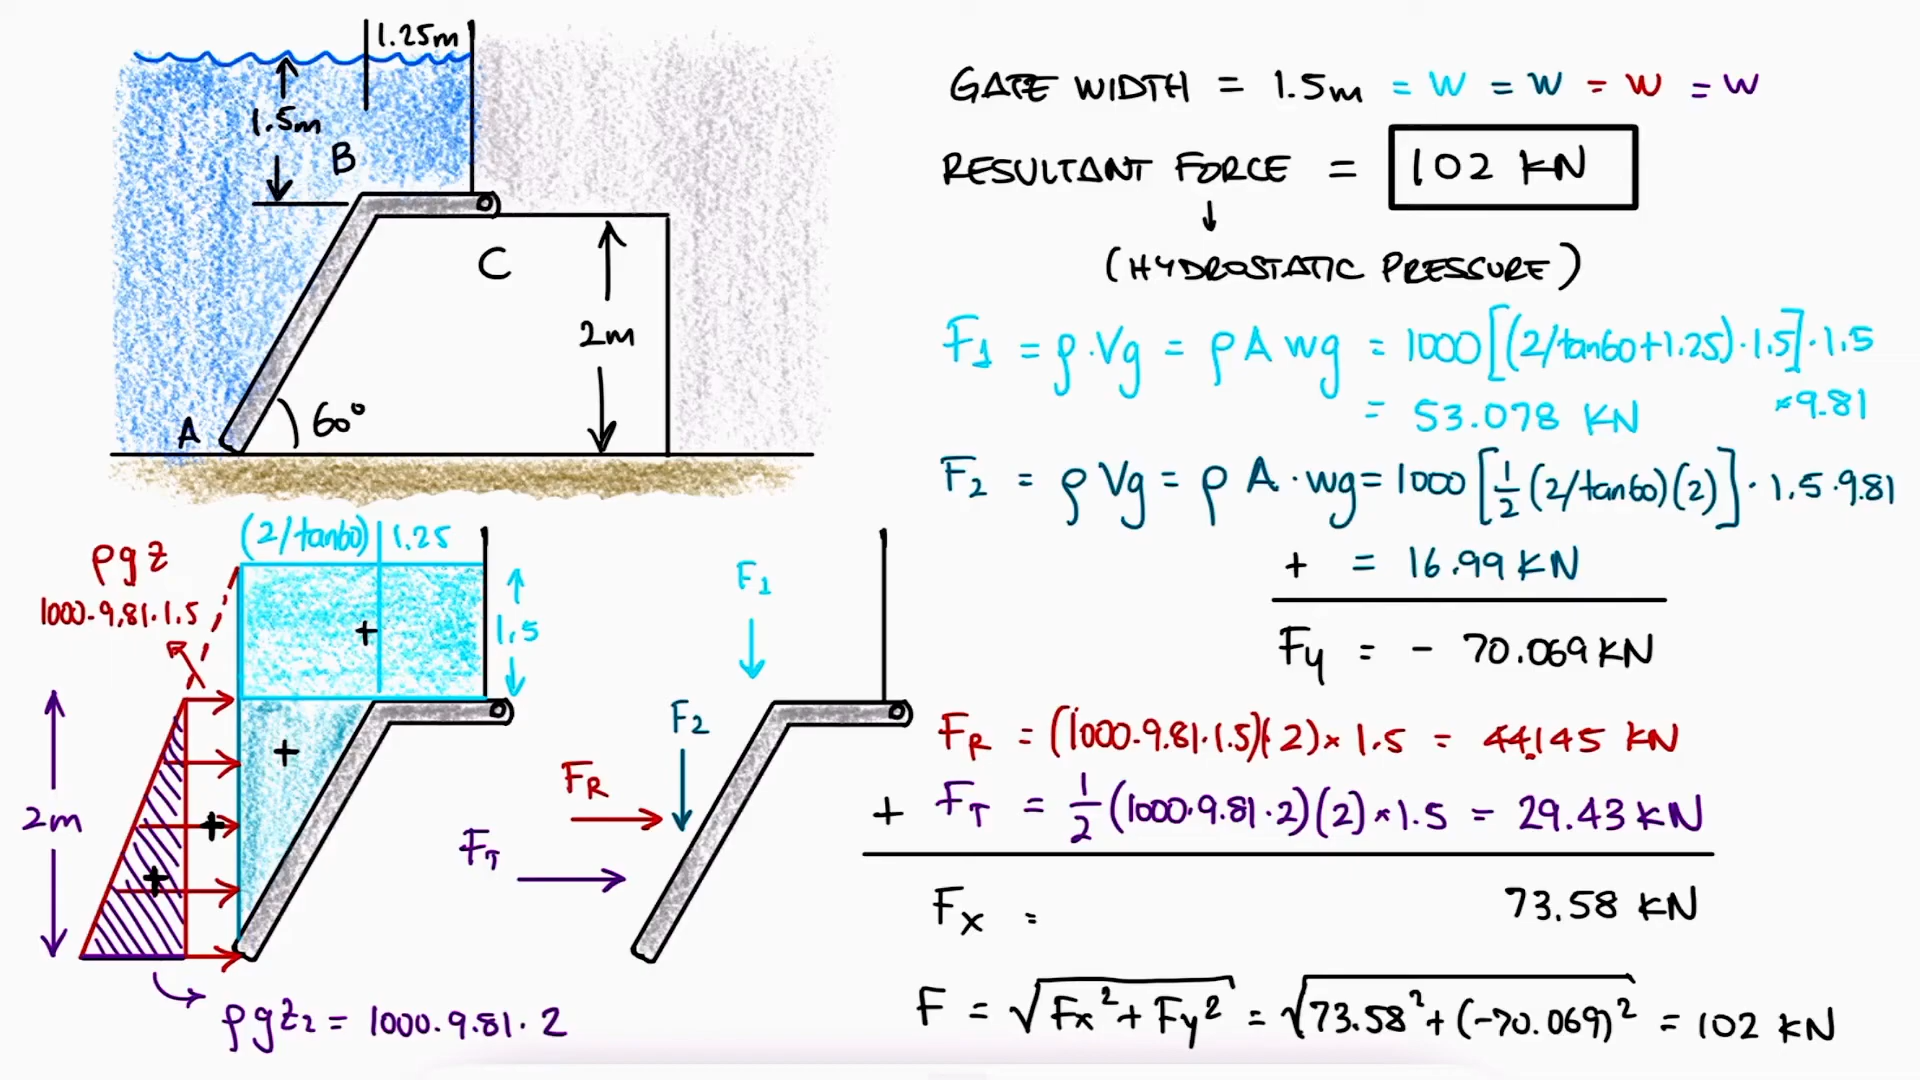 1.25m
1.5m
B
C
2m
A
60°
GATE WIDTH = 1.5m = W = W = W = W
RESULTANT FORCE = 102 KN
↓
(HYDROSTATIC PRESSURE)
F1 = ρ·Vg = ρ A w g = 1000[(2/tan60+1.25)·1.5]·1.5
×9.81
= 53.078 KN
F2 = ρ Vg = ρ A·wg = 1000[1/2(2/tan60)(2)]·1.5·9.81
+ = 16.99 KN
Fy = - 70.069 KN
FR = (1000·9.81·1.5)(2)×1.5 = 44.145 KN
+ FT = 1/2(1000·9.81·2)(2)×1.5 = 29.43 KN
Fx = 73.58 KN
F = √Fx²+Fy² = √73.58²+(-70.069)² = 102 KN
(2/tan60) 1.25
ρgz
1000·9.81·1.5
+
1.5
+
2m
+
+
ρgz2 = 1000·9.81·2
F1
F2
FR
FT